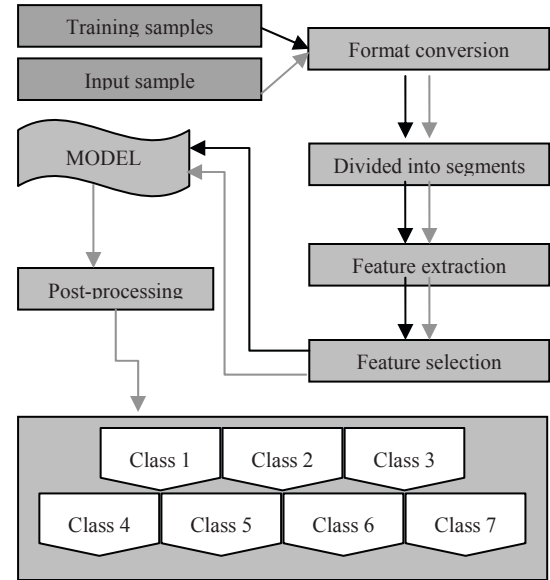 Training samples
Format conversion
Input sample
MODEL
Divided into segments
Feature extraction
Post-processing
Feature selection
Class 1 Class 2 Class 3
Class 4 Class 5 Class 6 Class 7